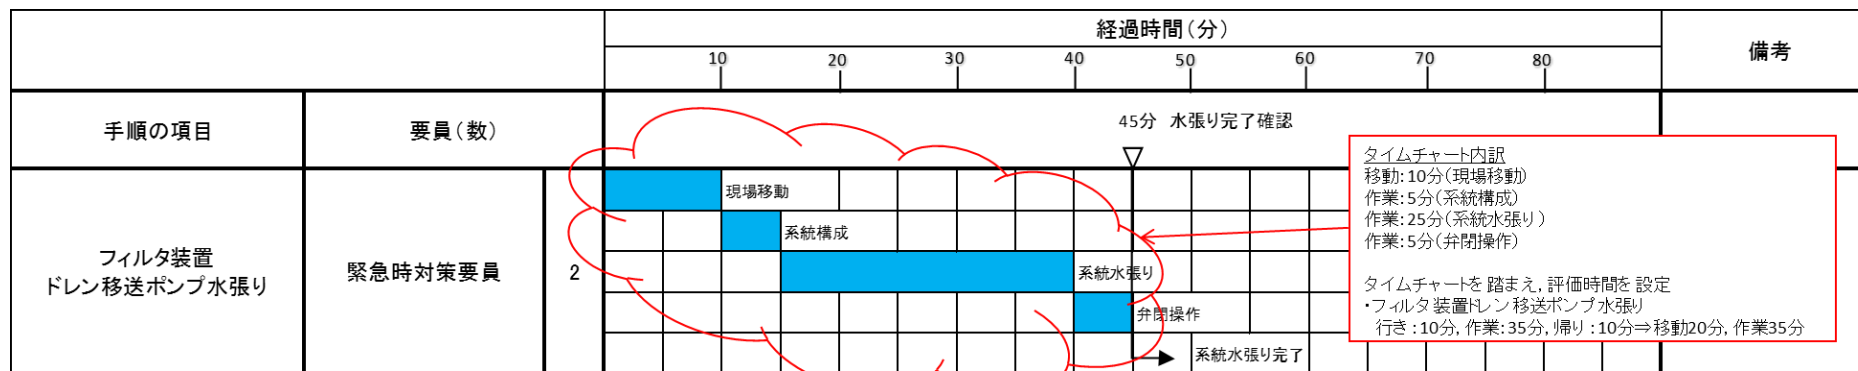 経過時間(分)
備考
10
20
30
40
50
60
70
80
手順の項目
要員(数)
45分 水張り完了確認
フィルタ装置
ドレン移送ポンプ水張り
緊急時対策要員
2
現場移動
系統構成
系統水張り
弁閉操作
系統水張り完了
タイムチャート内訳
移動:10分(現場移動)
作業:5分(系統構成)
作業:25分(系統水張り)
作業:5分(弁閉操作)
タイムチャートを踏まえ,評価時間を設定
・フィルタ装置ドレン移送ポンプ水張り
行き:10分,作業:35分,帰り:10分⇒移動20分,作業35分